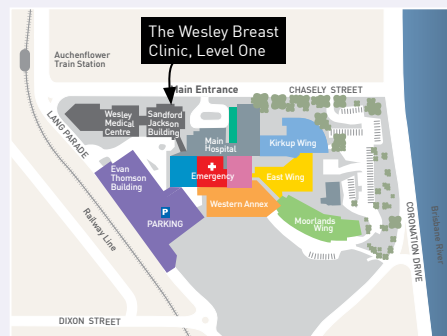 The Wesley Breast
Clinic, Level One
Auchenflower
Train Station
Main Entrance
CHASELY STREET
LANG PARADE
Wesley
Medical
Centre
Sandford
Jackson
Building
Main
Hospital
Kirkup Wing
Evan
Thomson
Building
Emergency
East Wing
Western Annex
P
PARKING
Moorlands
Wing
Railway Line
CORONATION DRIVE
Brisbane River
DIXON STREET